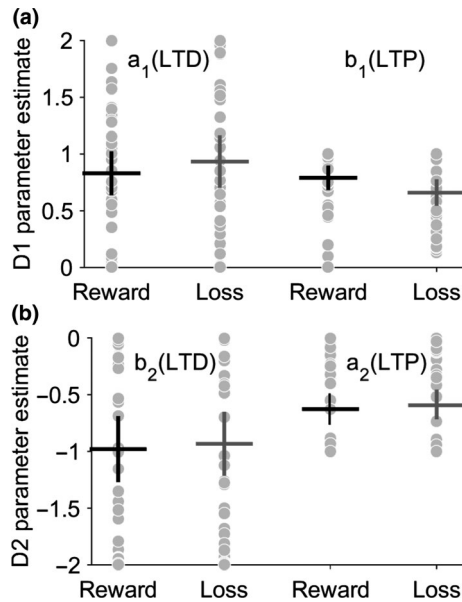 (a)
a1(LTD)
b1(LTP)
D1 parameter estimate
2
1.5
1
0.5
0
Reward
Loss
Reward
Loss
(b)
b2(LTD)
a2(LTP)
D2 parameter estimate
0
−0.5
−1
−1.5
−2
Reward
Loss
Reward
Loss